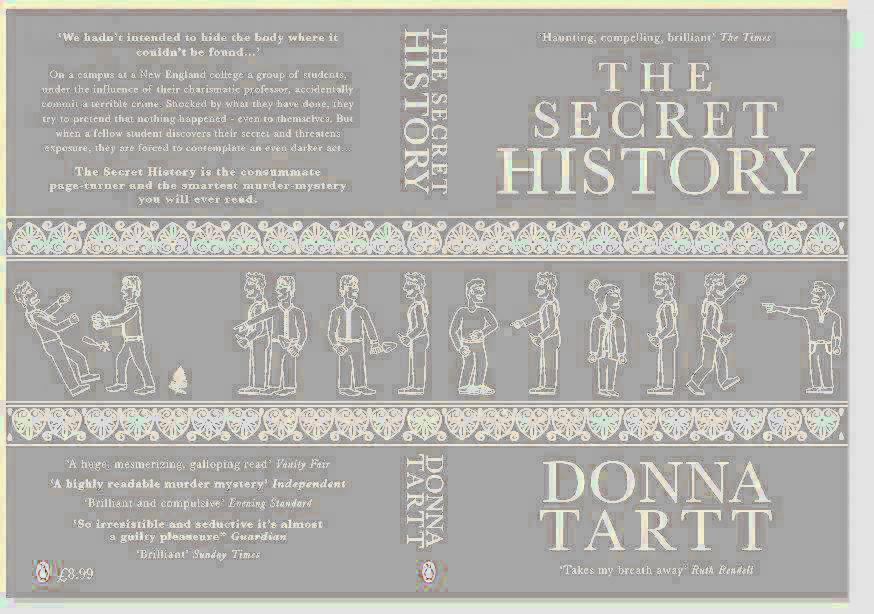 'We hadn't intended to hide the body where it
couldn't be found...'
On a campus at a New England college a group of students,
under the influence of their charismatic professor, accidentally
commit a terrible crime. Shocked by what they have done, they
try to pretend that nothing happened - even to themselves. But
when a fellow student discovers their secret and threatens
exposure, they are forced to contemplate an even darker act...
The Secret History is the consummate
page-turner and the smartest murder-mystery
you will ever read.
'A huge, mesmerizing, galloping read' Vanity Fair
'A highly readable murder mystery' Independent
'Brilliant and compulsive' Evening Standard
'So irresistible and seductive it's almost
a guilty pleasure" Guardian
'Brilliant' Sunday Times
£8.99
THE SECRET
HISTORY
DONNA
TARTT
'Haunting, compelling, brilliant' The Times
THE
SECRET
HISTORY
DONNA
TARTT
'Takes my breath away' Ruth Rendell